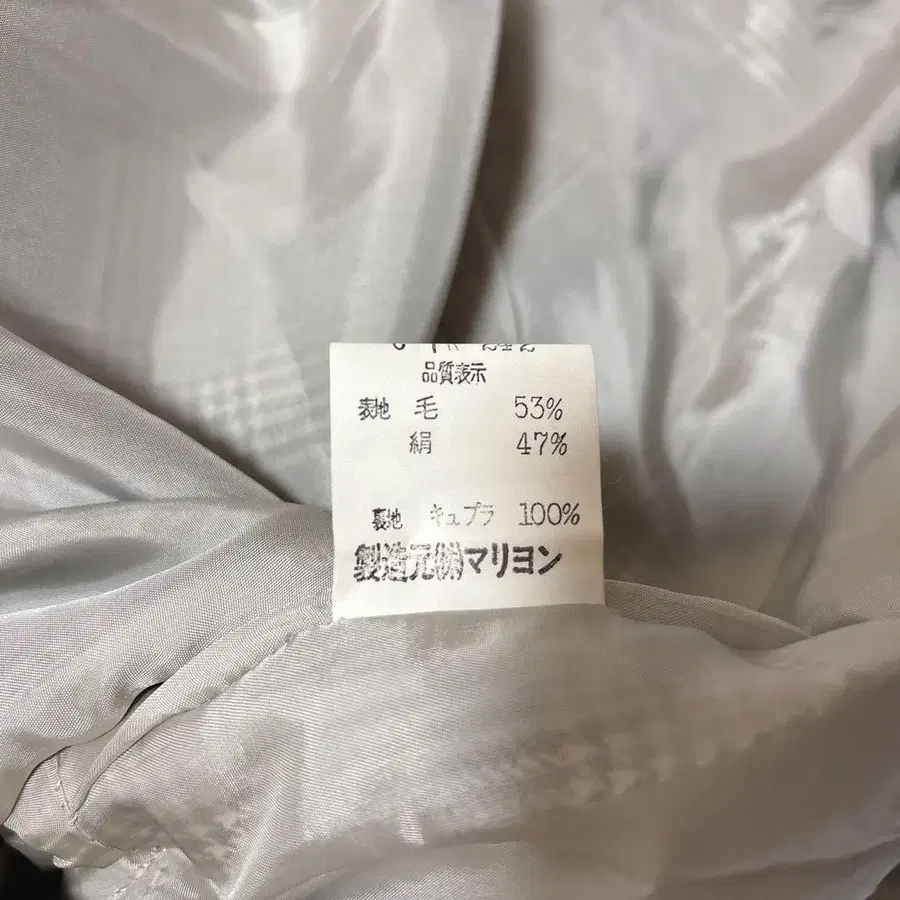 品質表示
表地 毛 53%
絹 47%
裏地 キュプラ 100%
製造元㈱マリヨン